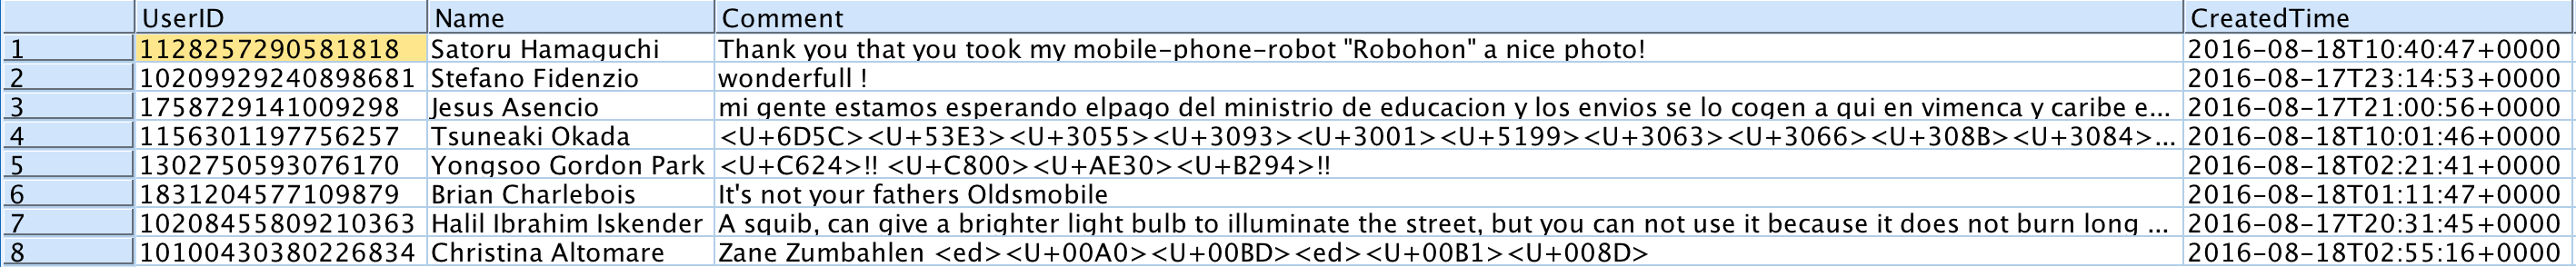 UserID Name Comment CreatedTime
1 1128257290581818 Satoru Hamaguchi Thank you that you took my mobile-phone-robot "Robohon" a nice photo! 2016-08-18T10:40:47+0000
2 10209929240898681 Stefano Fidenzio wonderfull ! 2016-08-17T23:14:53+0000
3 1758729141009298 Jesus Asencio mi gente estamos esperando elpago del ministrio de educacion y los envios se lo cogen a qui en vimenca y caribe e... 2016-08-17T21:00:56+0000
4 1156301197756257 Tsuneaki Okada <U+6D5C><U+53E3><U+3055><U+3093><U+3001><U+5199><U+3063><U+3066><U+308B><U+3084>... 2016-08-18T10:01:46+0000
5 1302750593076170 Yongsoo Gordon Park <U+C624>!! <U+C800><U+AE30><U+B294>!! 2016-08-18T02:21:41+0000
6 1831204577109879 Brian Charlebois It's not your fathers Oldsmobile 2016-08-18T01:11:47+0000
7 10208455809210363 Halil Ibrahim Iskender A squib, can give a brighter light bulb to illuminate the street, but you can not use it because it does not burn long ... 2016-08-17T20:31:45+0000
8 10100430380226834 Christina Altomare Zane Zumbahlen <ed><U+00A0><U+00BD><ed><U+00B1><U+008D> 2016-08-18T02:55:16+0000